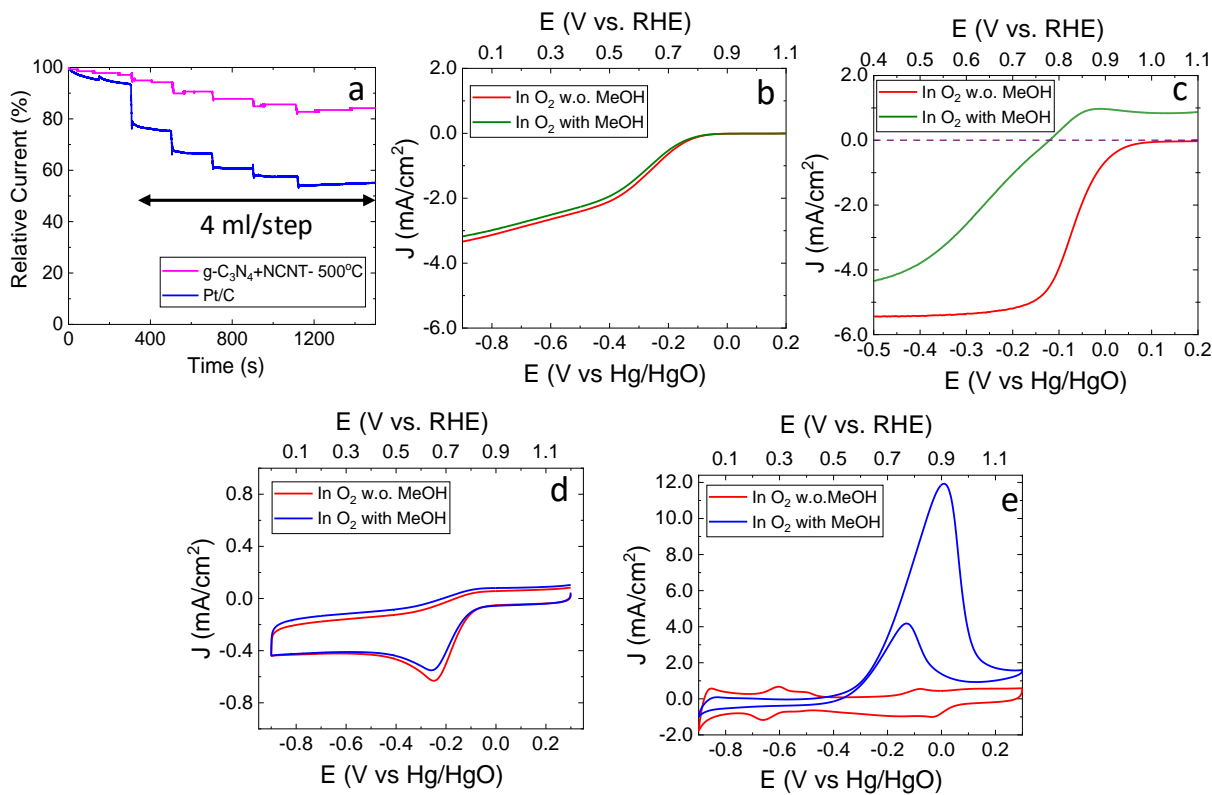 a
Relative Current (%)
100
80
60
40
20
0
4 ml/step
g-C₃N₄+NCNT- 500°C
Pt/C
0 400 800 1200
Time (s)
E (V vs. RHE)
0.1 0.3 0.5 0.7 0.9 1.1
b
In O₂ w.o. MeOH
In O₂ with MeOH
J (mA/cm²)
2.0
0.0
-2.0
-4.0
-6.0
-0.8 -0.6 -0.4 -0.2 0.0 0.2
E (V vs Hg/HgO)
E (V vs. RHE)
0.4 0.5 0.6 0.7 0.8 0.9 1.0 1.1
c
In O₂ w.o. MeOH
In O₂ with MeOH
J (mA/cm²)
2.0
0.0
-2.0
-4.0
-6.0
-0.5 -0.4 -0.3 -0.2 -0.1 0.0 0.1 0.2
E (V vs Hg/HgO)
E (V vs. RHE)
0.1 0.3 0.5 0.7 0.9 1.1
d
In O₂ w.o. MeOH
In O₂ with MeOH
J (mA/cm²)
0.8
0.4
0.0
-0.4
-0.8
-0.8 -0.6 -0.4 -0.2 0.0 0.2
E (V vs Hg/HgO)
E (V vs. RHE)
0.1 0.3 0.5 0.7 0.9 1.1
e
In O₂ w.o.MeOH
In O₂ with MeOH
J (mA/cm²)
12.0
10.0
8.0
6.0
4.0
2.0
0.0
-2.0
-0.8 -0.6 -0.4 -0.2 0.0 0.2
E (V vs Hg/HgO)